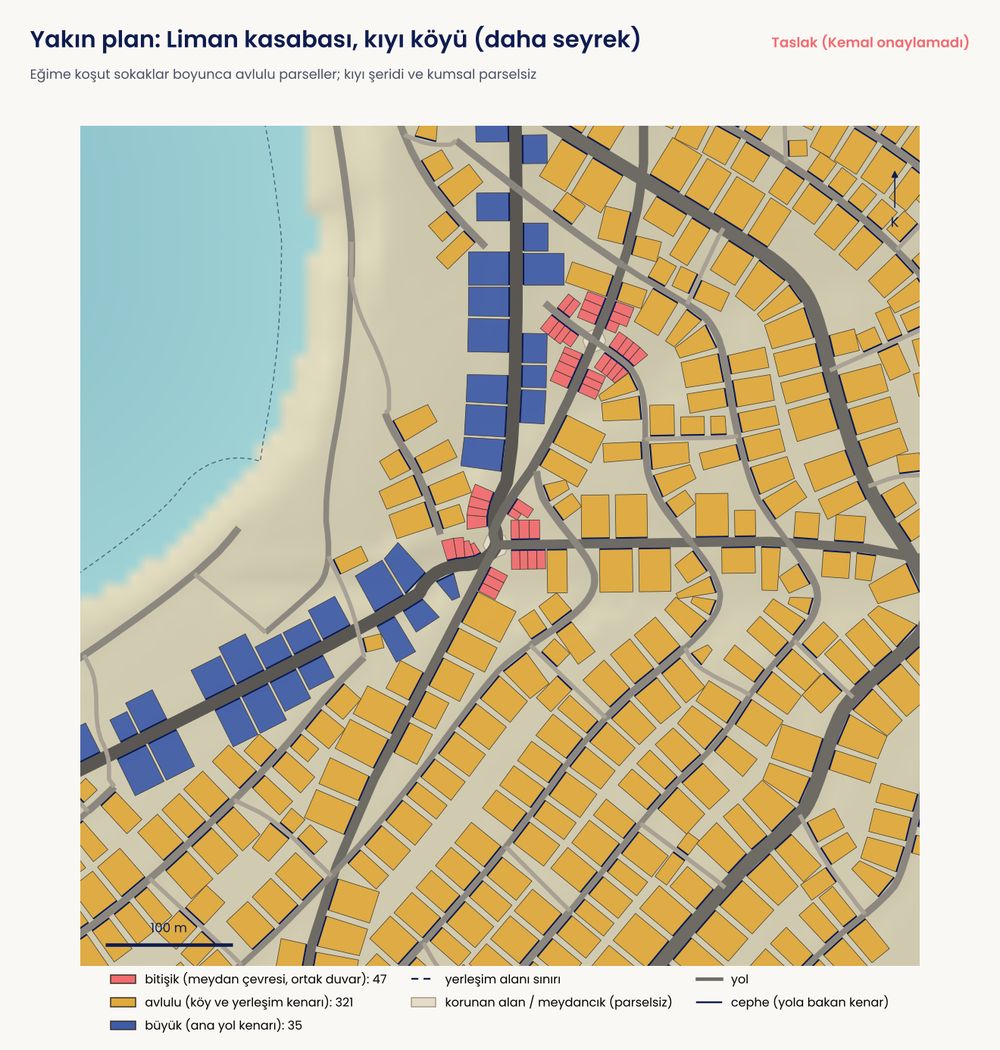 Yakın plan: Liman kasabası, kıyı köyü (daha seyrek)
Taslak (Kemal onaylamadı)
Eğime koşut sokaklar boyunca avlulu parseller; kıyı şeridi ve kumsal parselsiz
K
100 m
bitişik (meydan çevresi, ortak duvar): 47
avlulu (köy ve yerleşim kenarı): 321
büyük (ana yol kenarı): 35
yerleşim alanı sınırı
korunan alan / meydancık (parselsiz)
yol
cephe (yola bakan kenar)